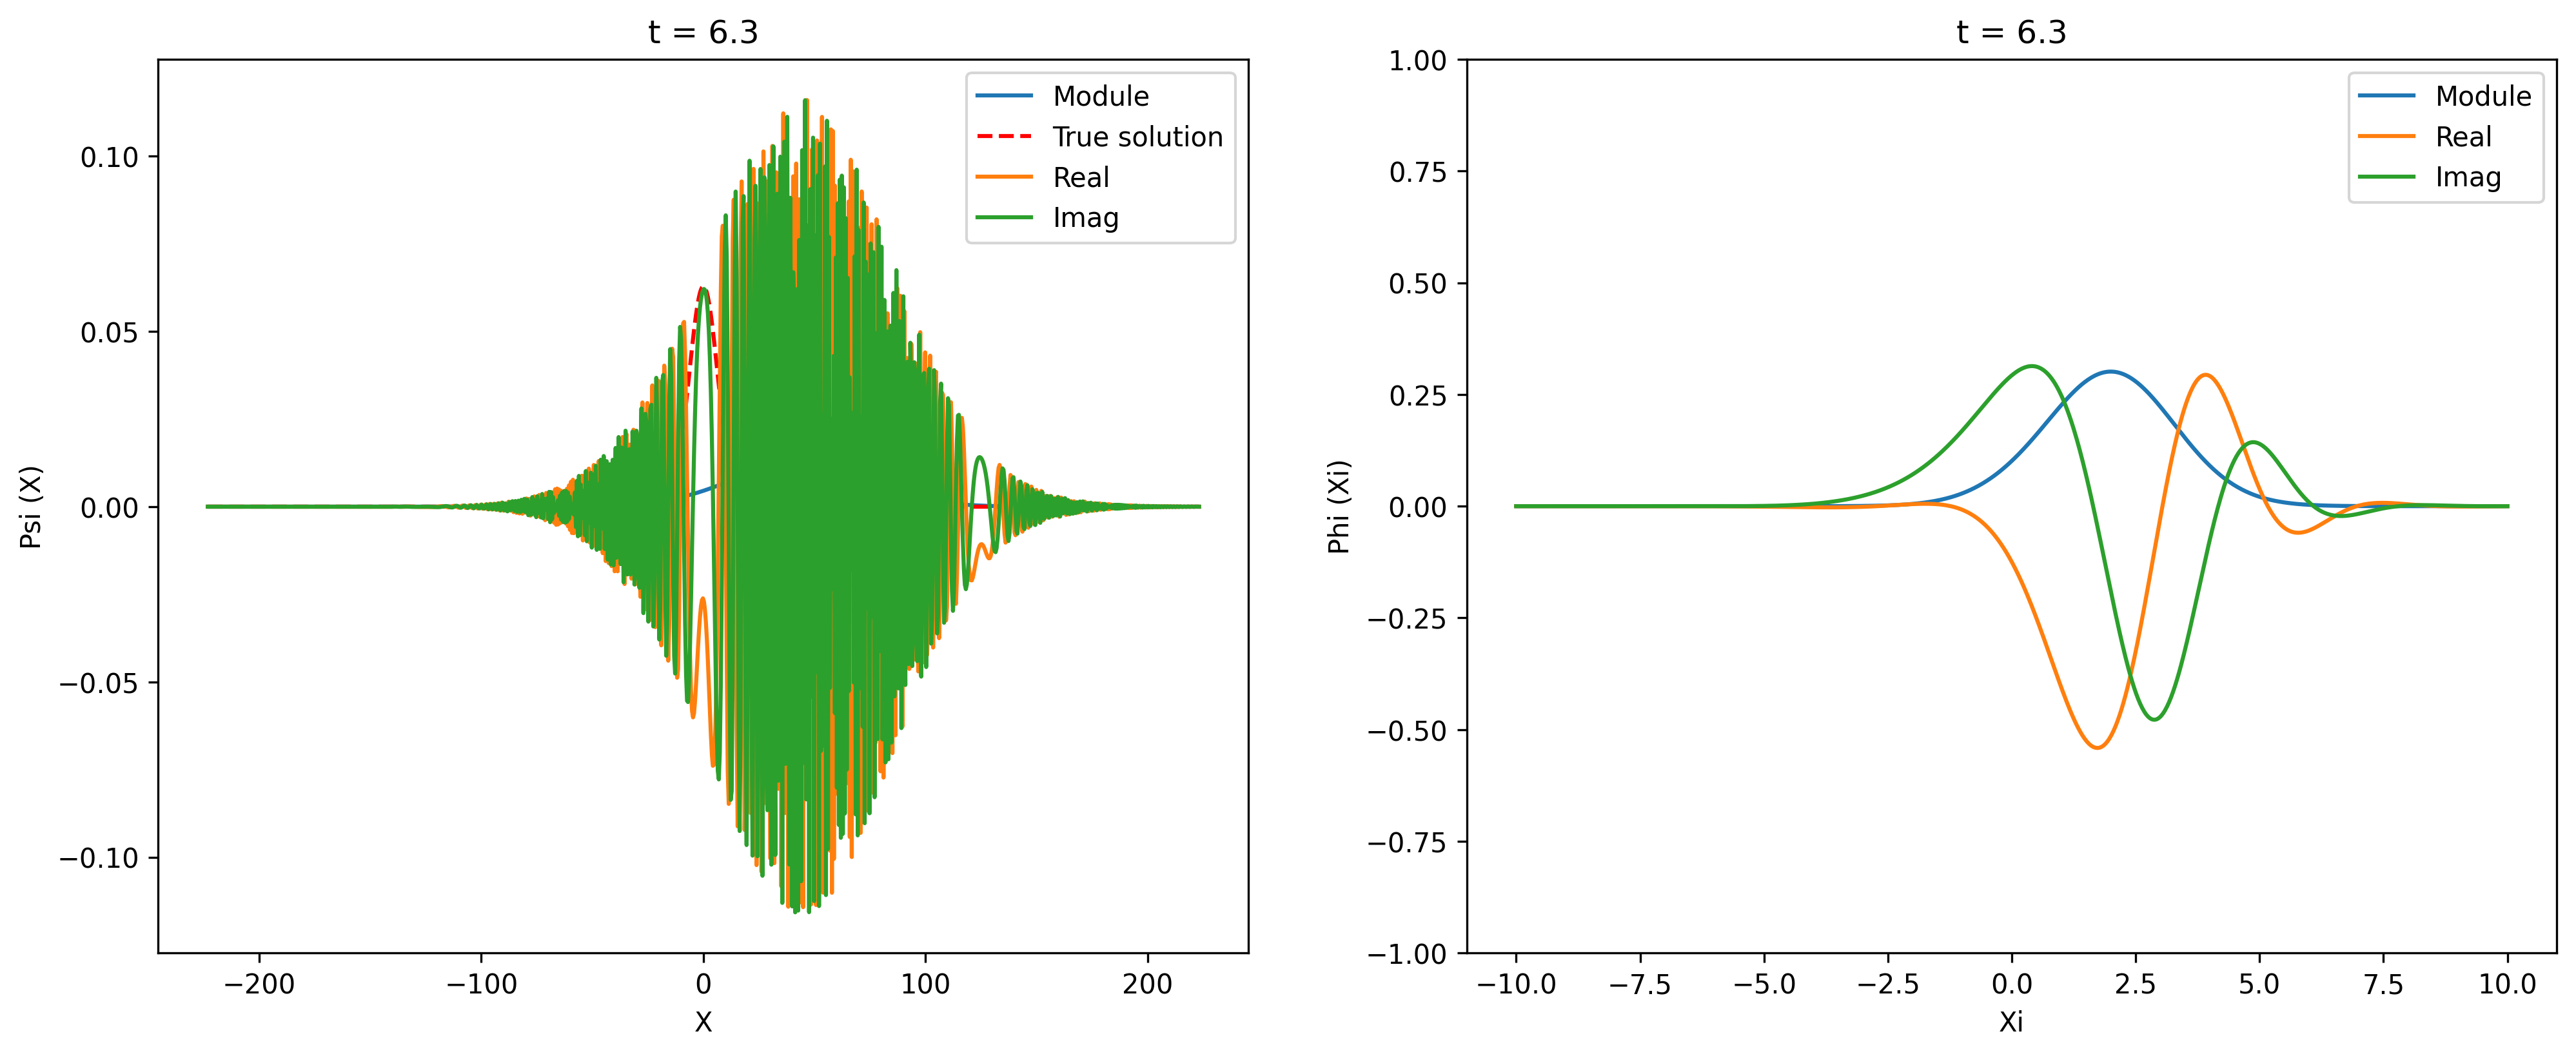 t = 6.3
Module
True solution
Real
Imag
0.10
0.05
0.00
−0.05
−0.10
Psi (X)
−200
−100
0
100
200
X
t = 6.3
Module
Real
Imag
1.00
0.75
0.50
0.25
0.00
−0.25
−0.50
−0.75
−1.00
Phi (Xi)
−10.0
−7.5
−5.0
−2.5
0.0
2.5
5.0
7.5
10.0
Xi